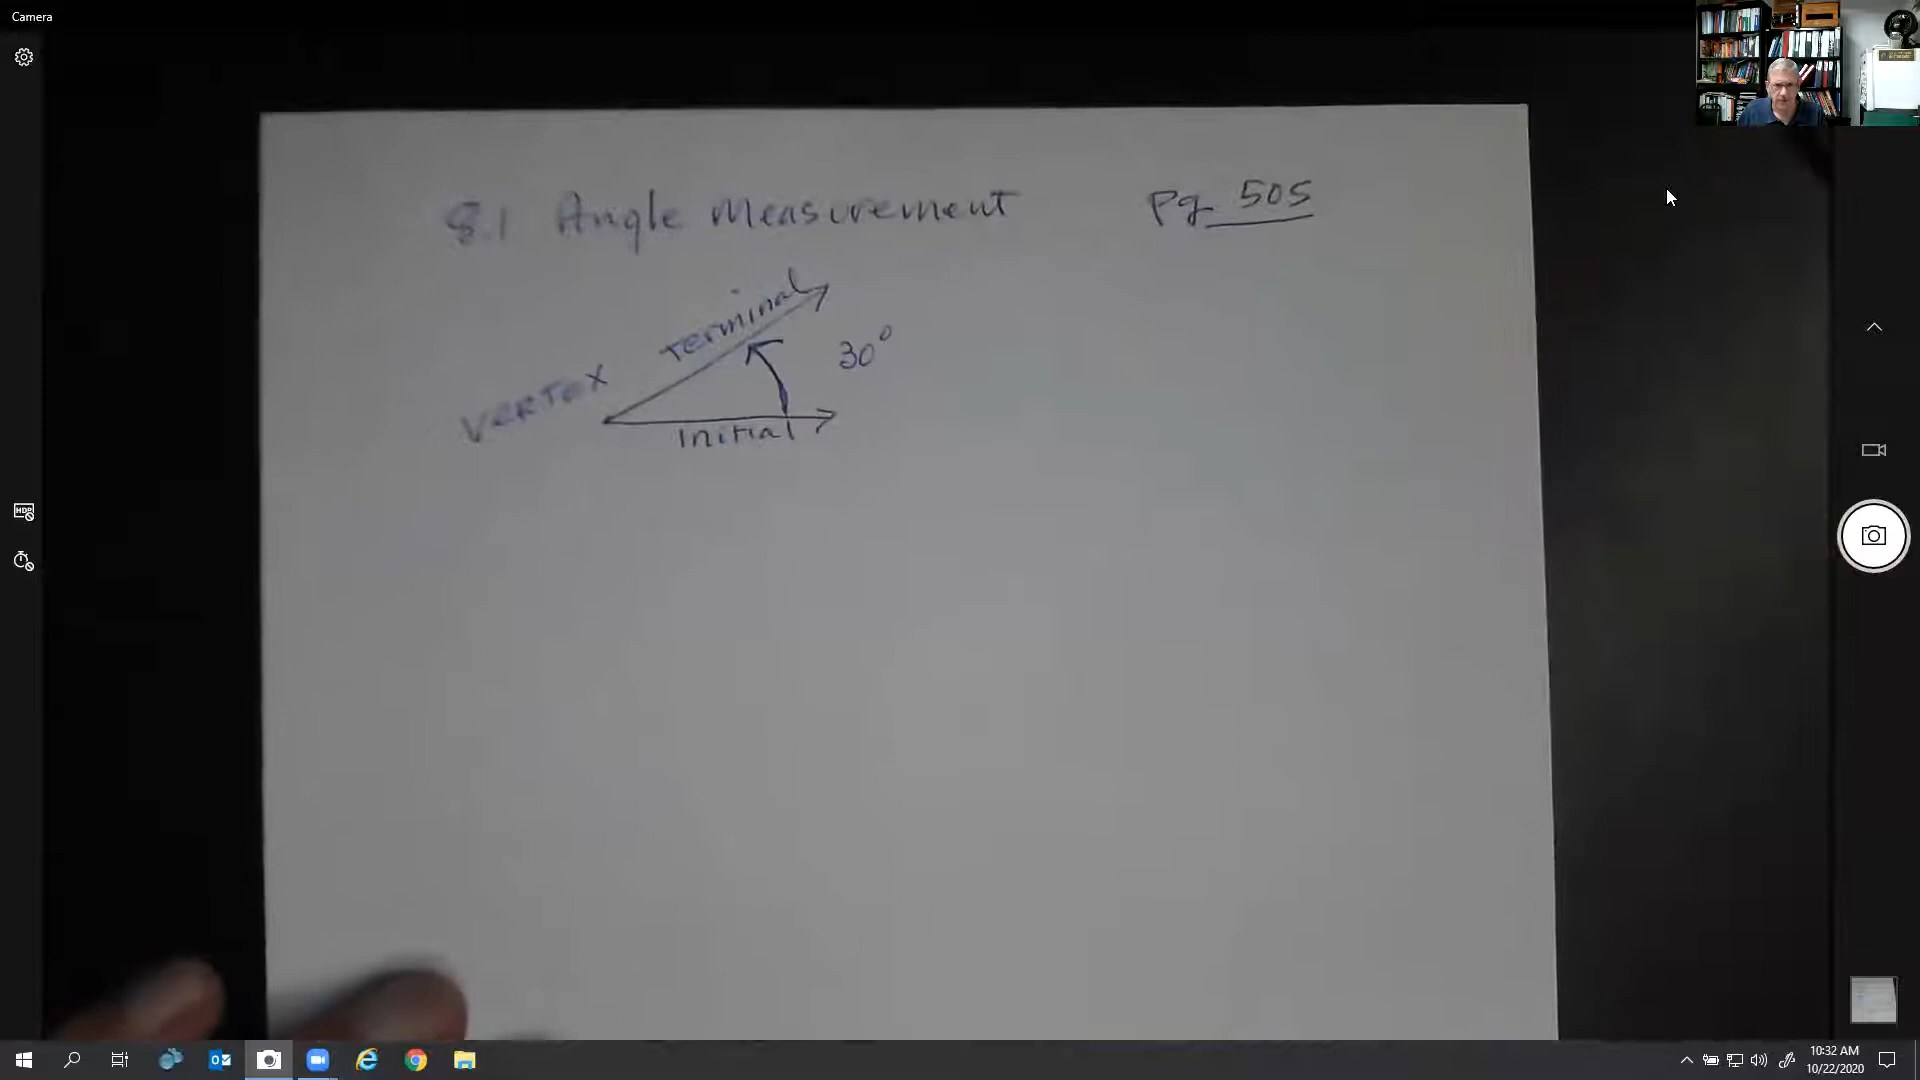 Camera
8.1 Angle Measurement Pg 505
Terminal
30°
Vertex
Initial
10:32 AM
10/22/2020